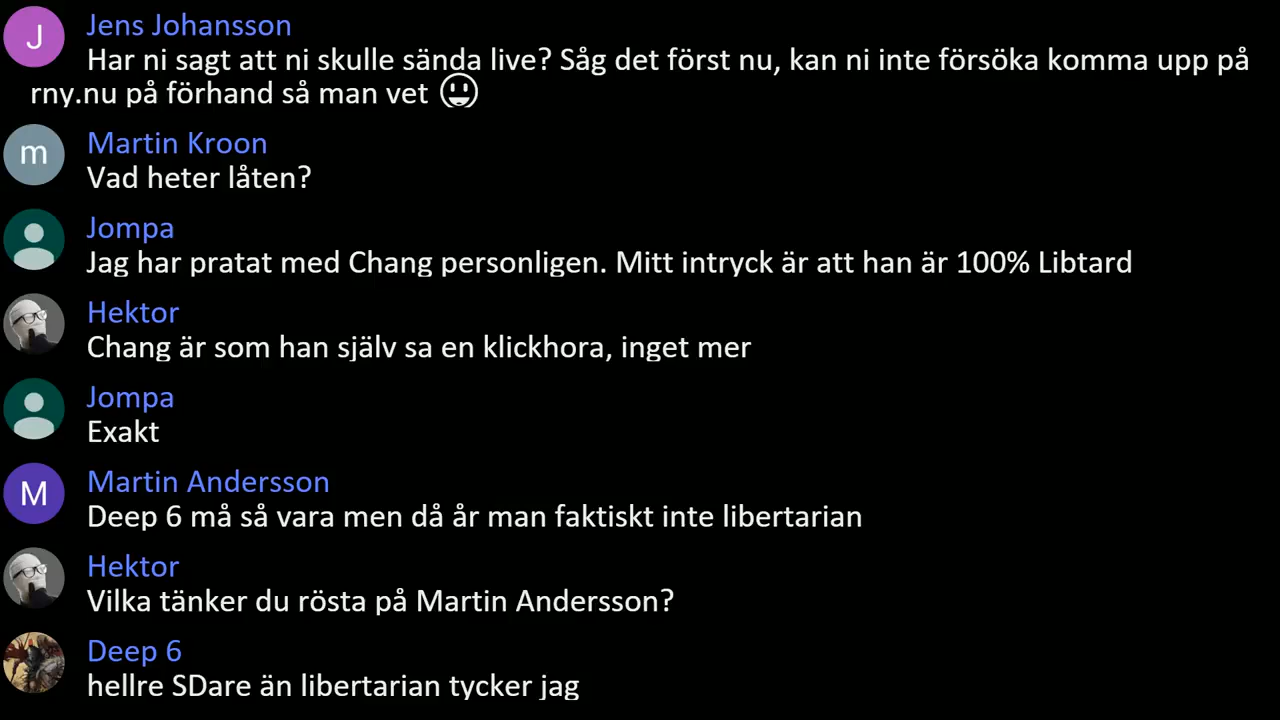 J
Jens Johansson
Har ni sagt att ni skulle sända live? Såg det först nu, kan ni inte försöka komma upp på
rny.nu på förhand så man vet 😃
m
Martin Kroon
Vad heter låten?
Jompa
Jag har pratat med Chang personligen. Mitt intryck är att han är 100% Libtard
Hektor
Chang är som han själv sa en klickhora, inget mer
Jompa
Exakt
M
Martin Andersson
Deep 6 må så vara men då år man faktiskt inte libertarian
Hektor
Vilka tänker du rösta på Martin Andersson?
Deep 6
hellre SDare än libertarian tycker jag